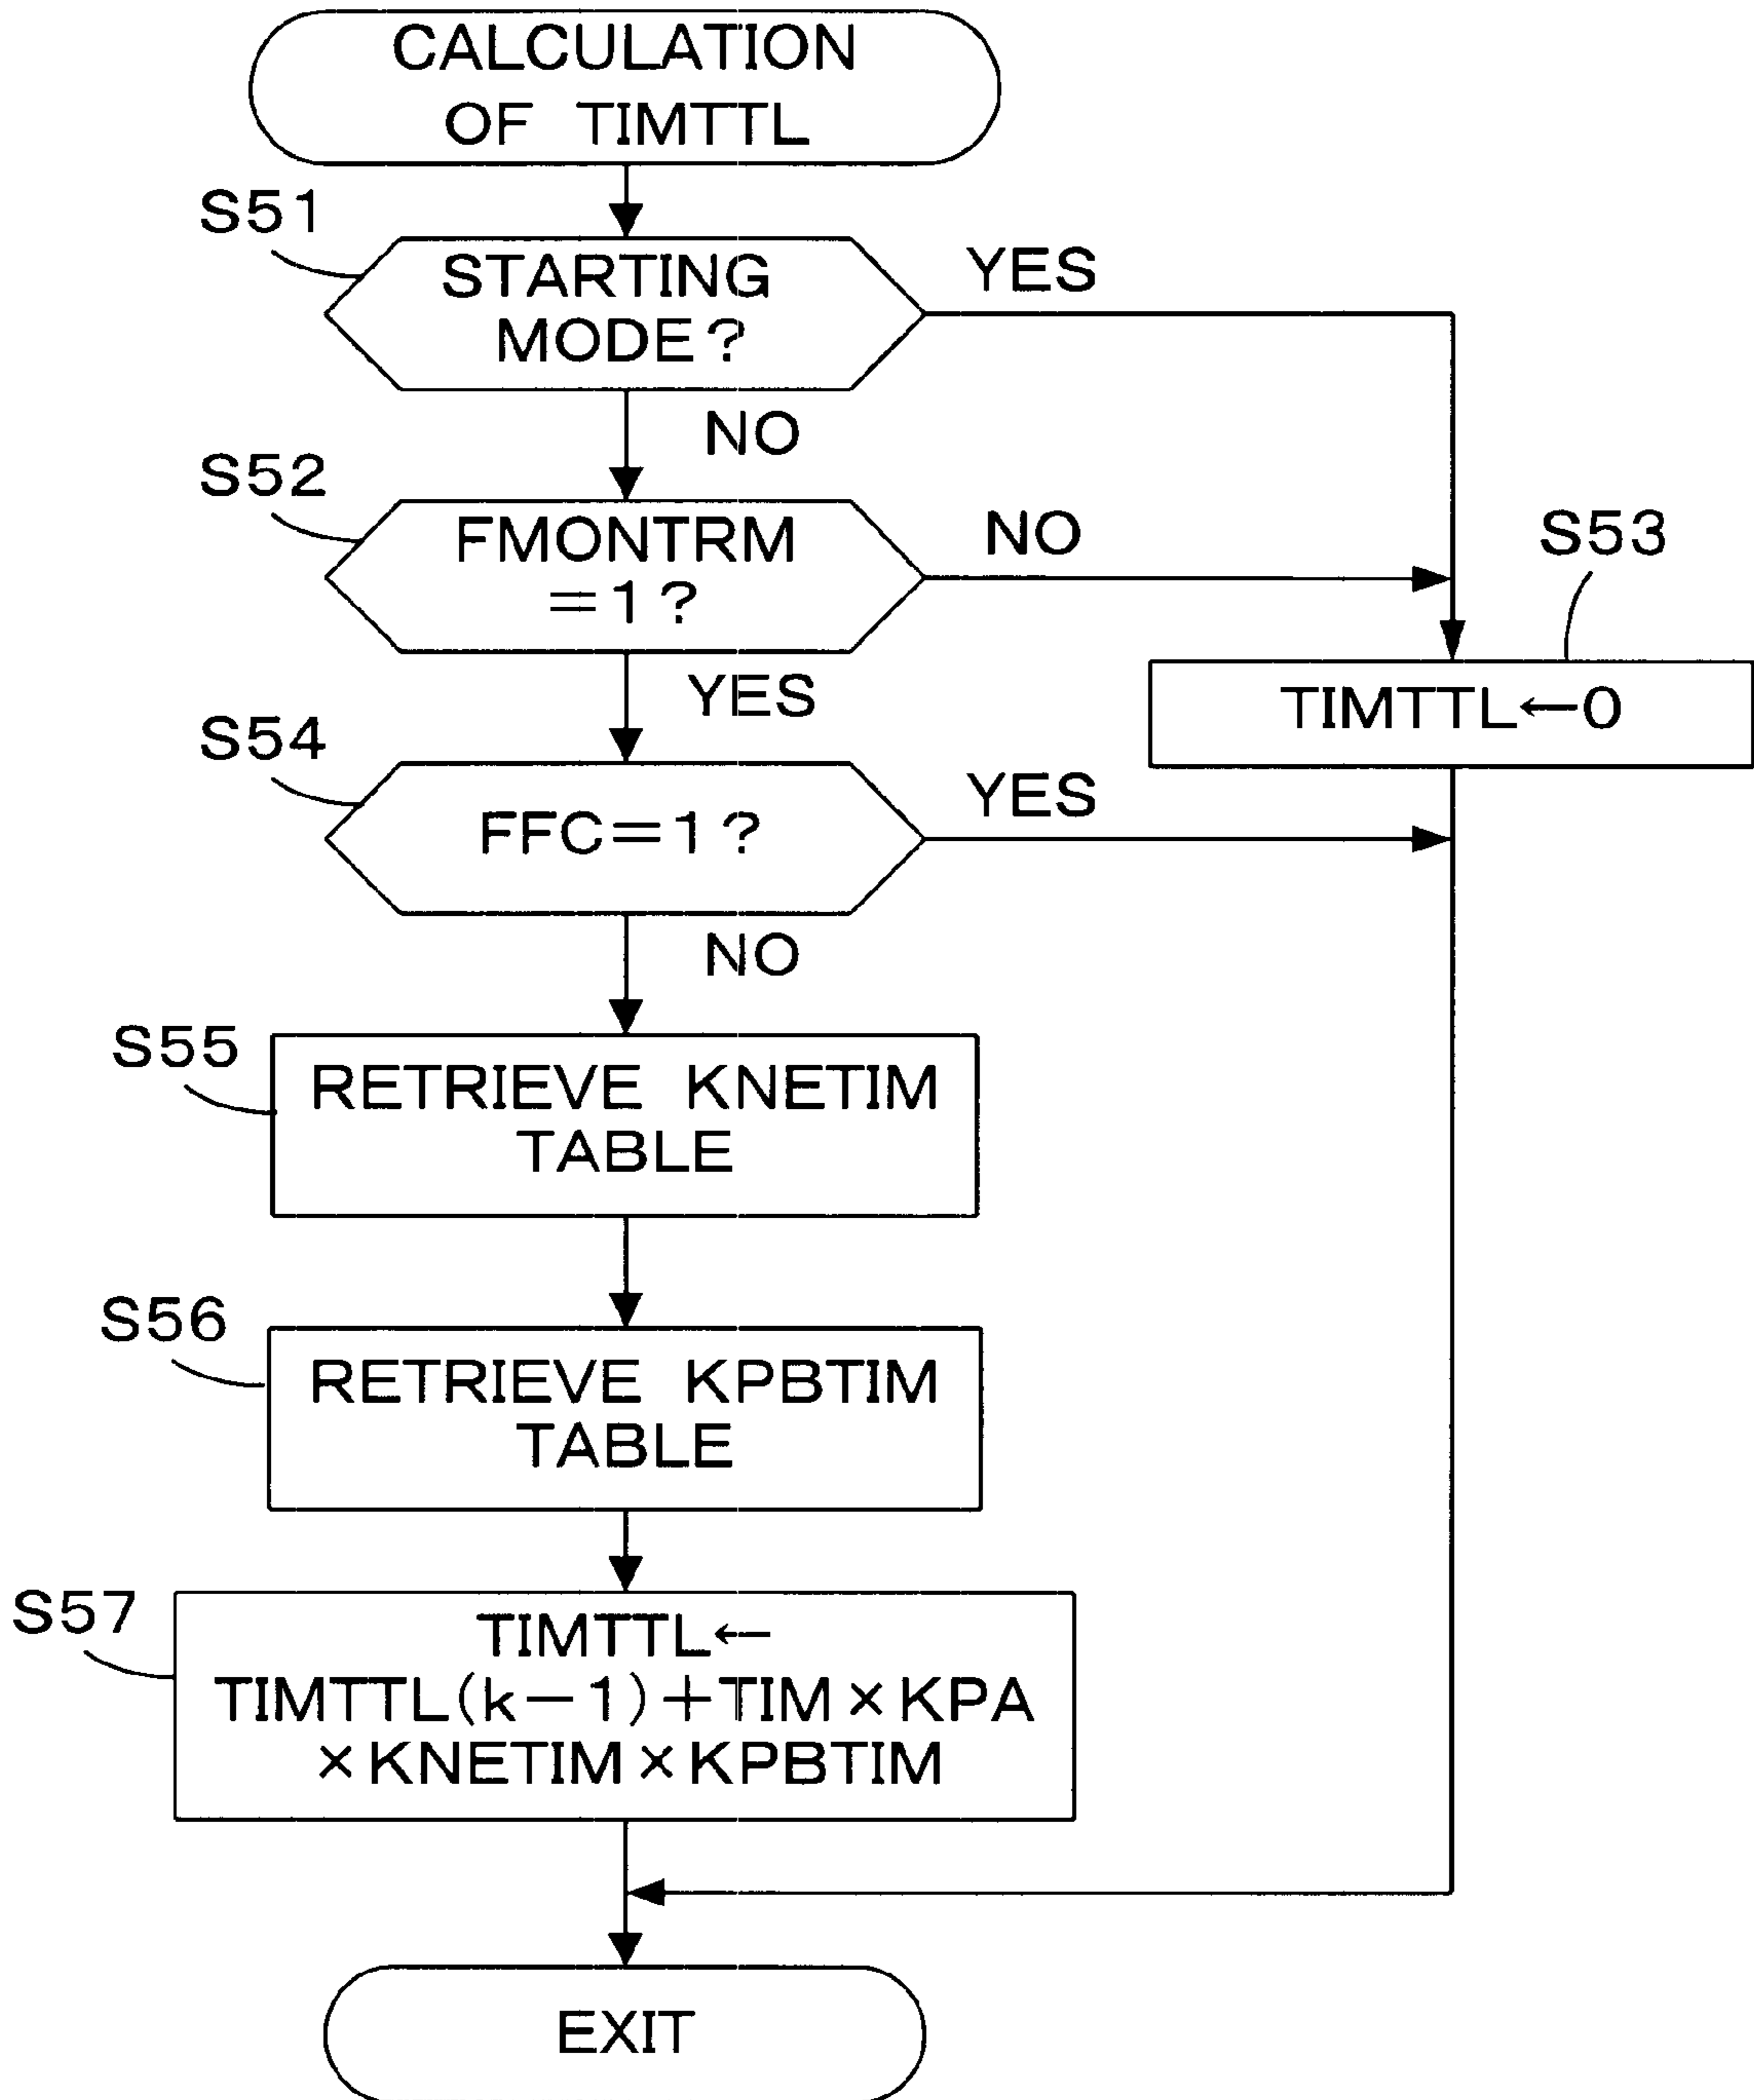 CALCULATION
OF TIMTTL
S51
STARTING
MODE?
YES
NO
S52
FMONTRM
=1?
NO
YES
S53
TIMTTL←0
S54
FFC=1?
YES
NO
S55
RETRIEVE KNETIM
TABLE
S56
RETRIEVE KPBTIM
TABLE
S57
TIMTTL←
TIMTTL(k-1)+TIM×KPA
×KNETIM×KPBTIM
EXIT